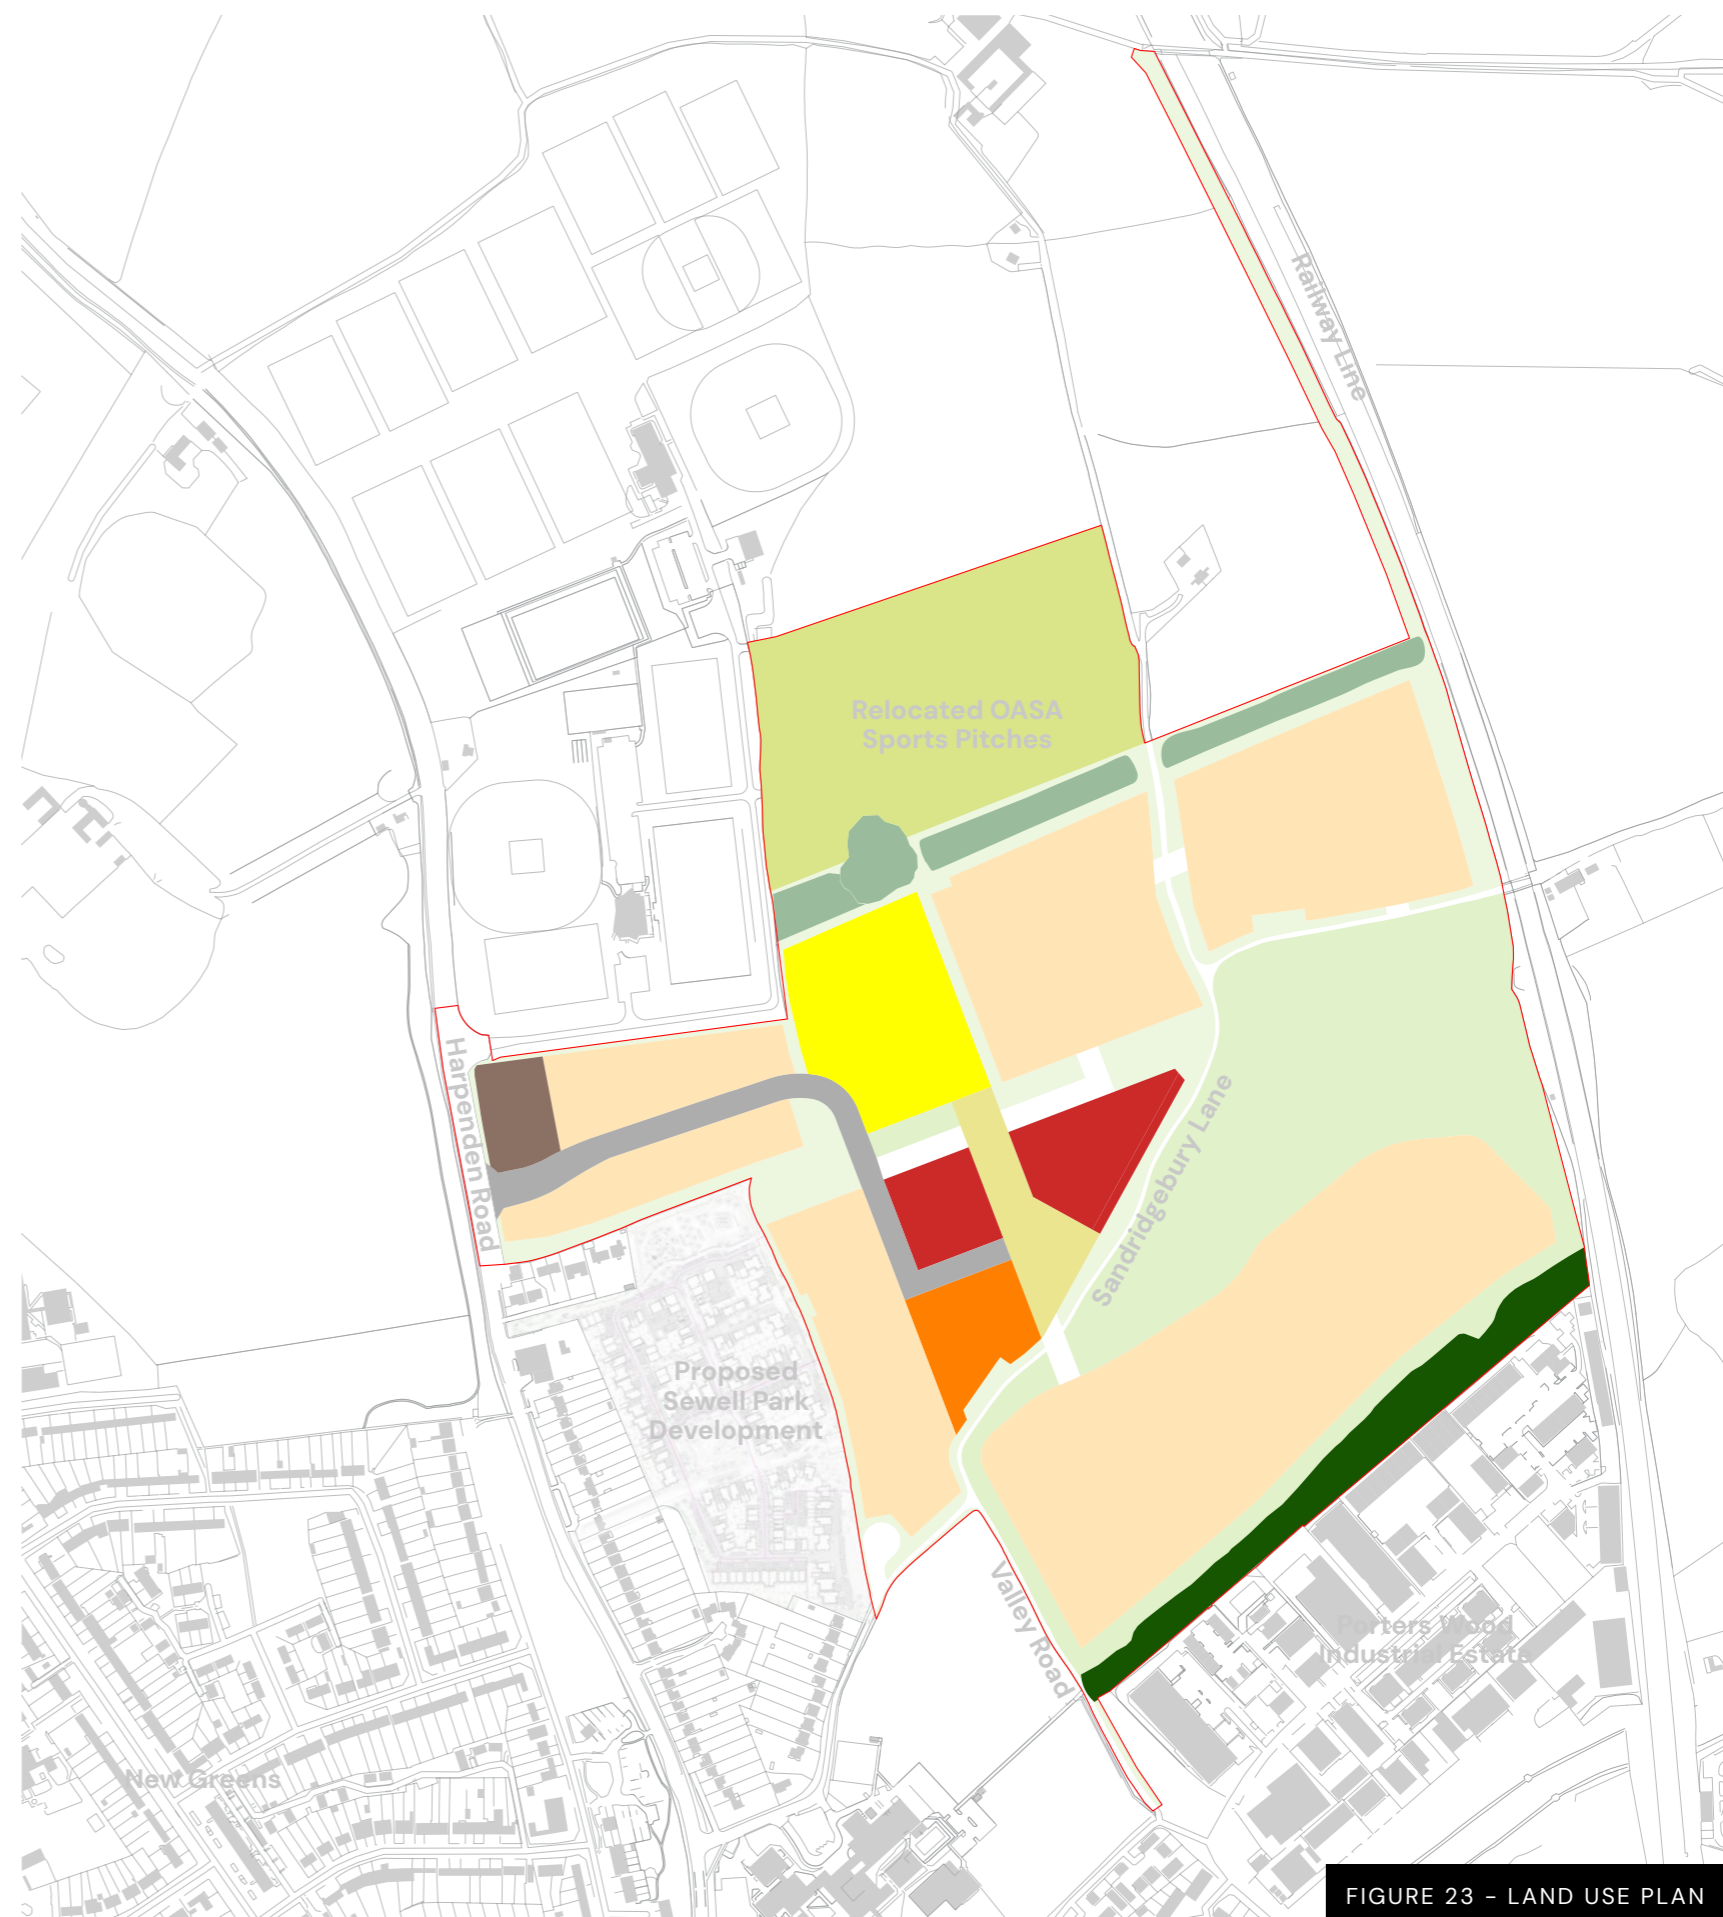 Railway Line
Relocated OASA
Sports Pitches
Harpenden Road
Sandridgebury Lane
Proposed
Sewell Park
Development
Valley Road
Porters Wood
Industrial Estate
New Greens
FIGURE 23 – LAND USE PLAN